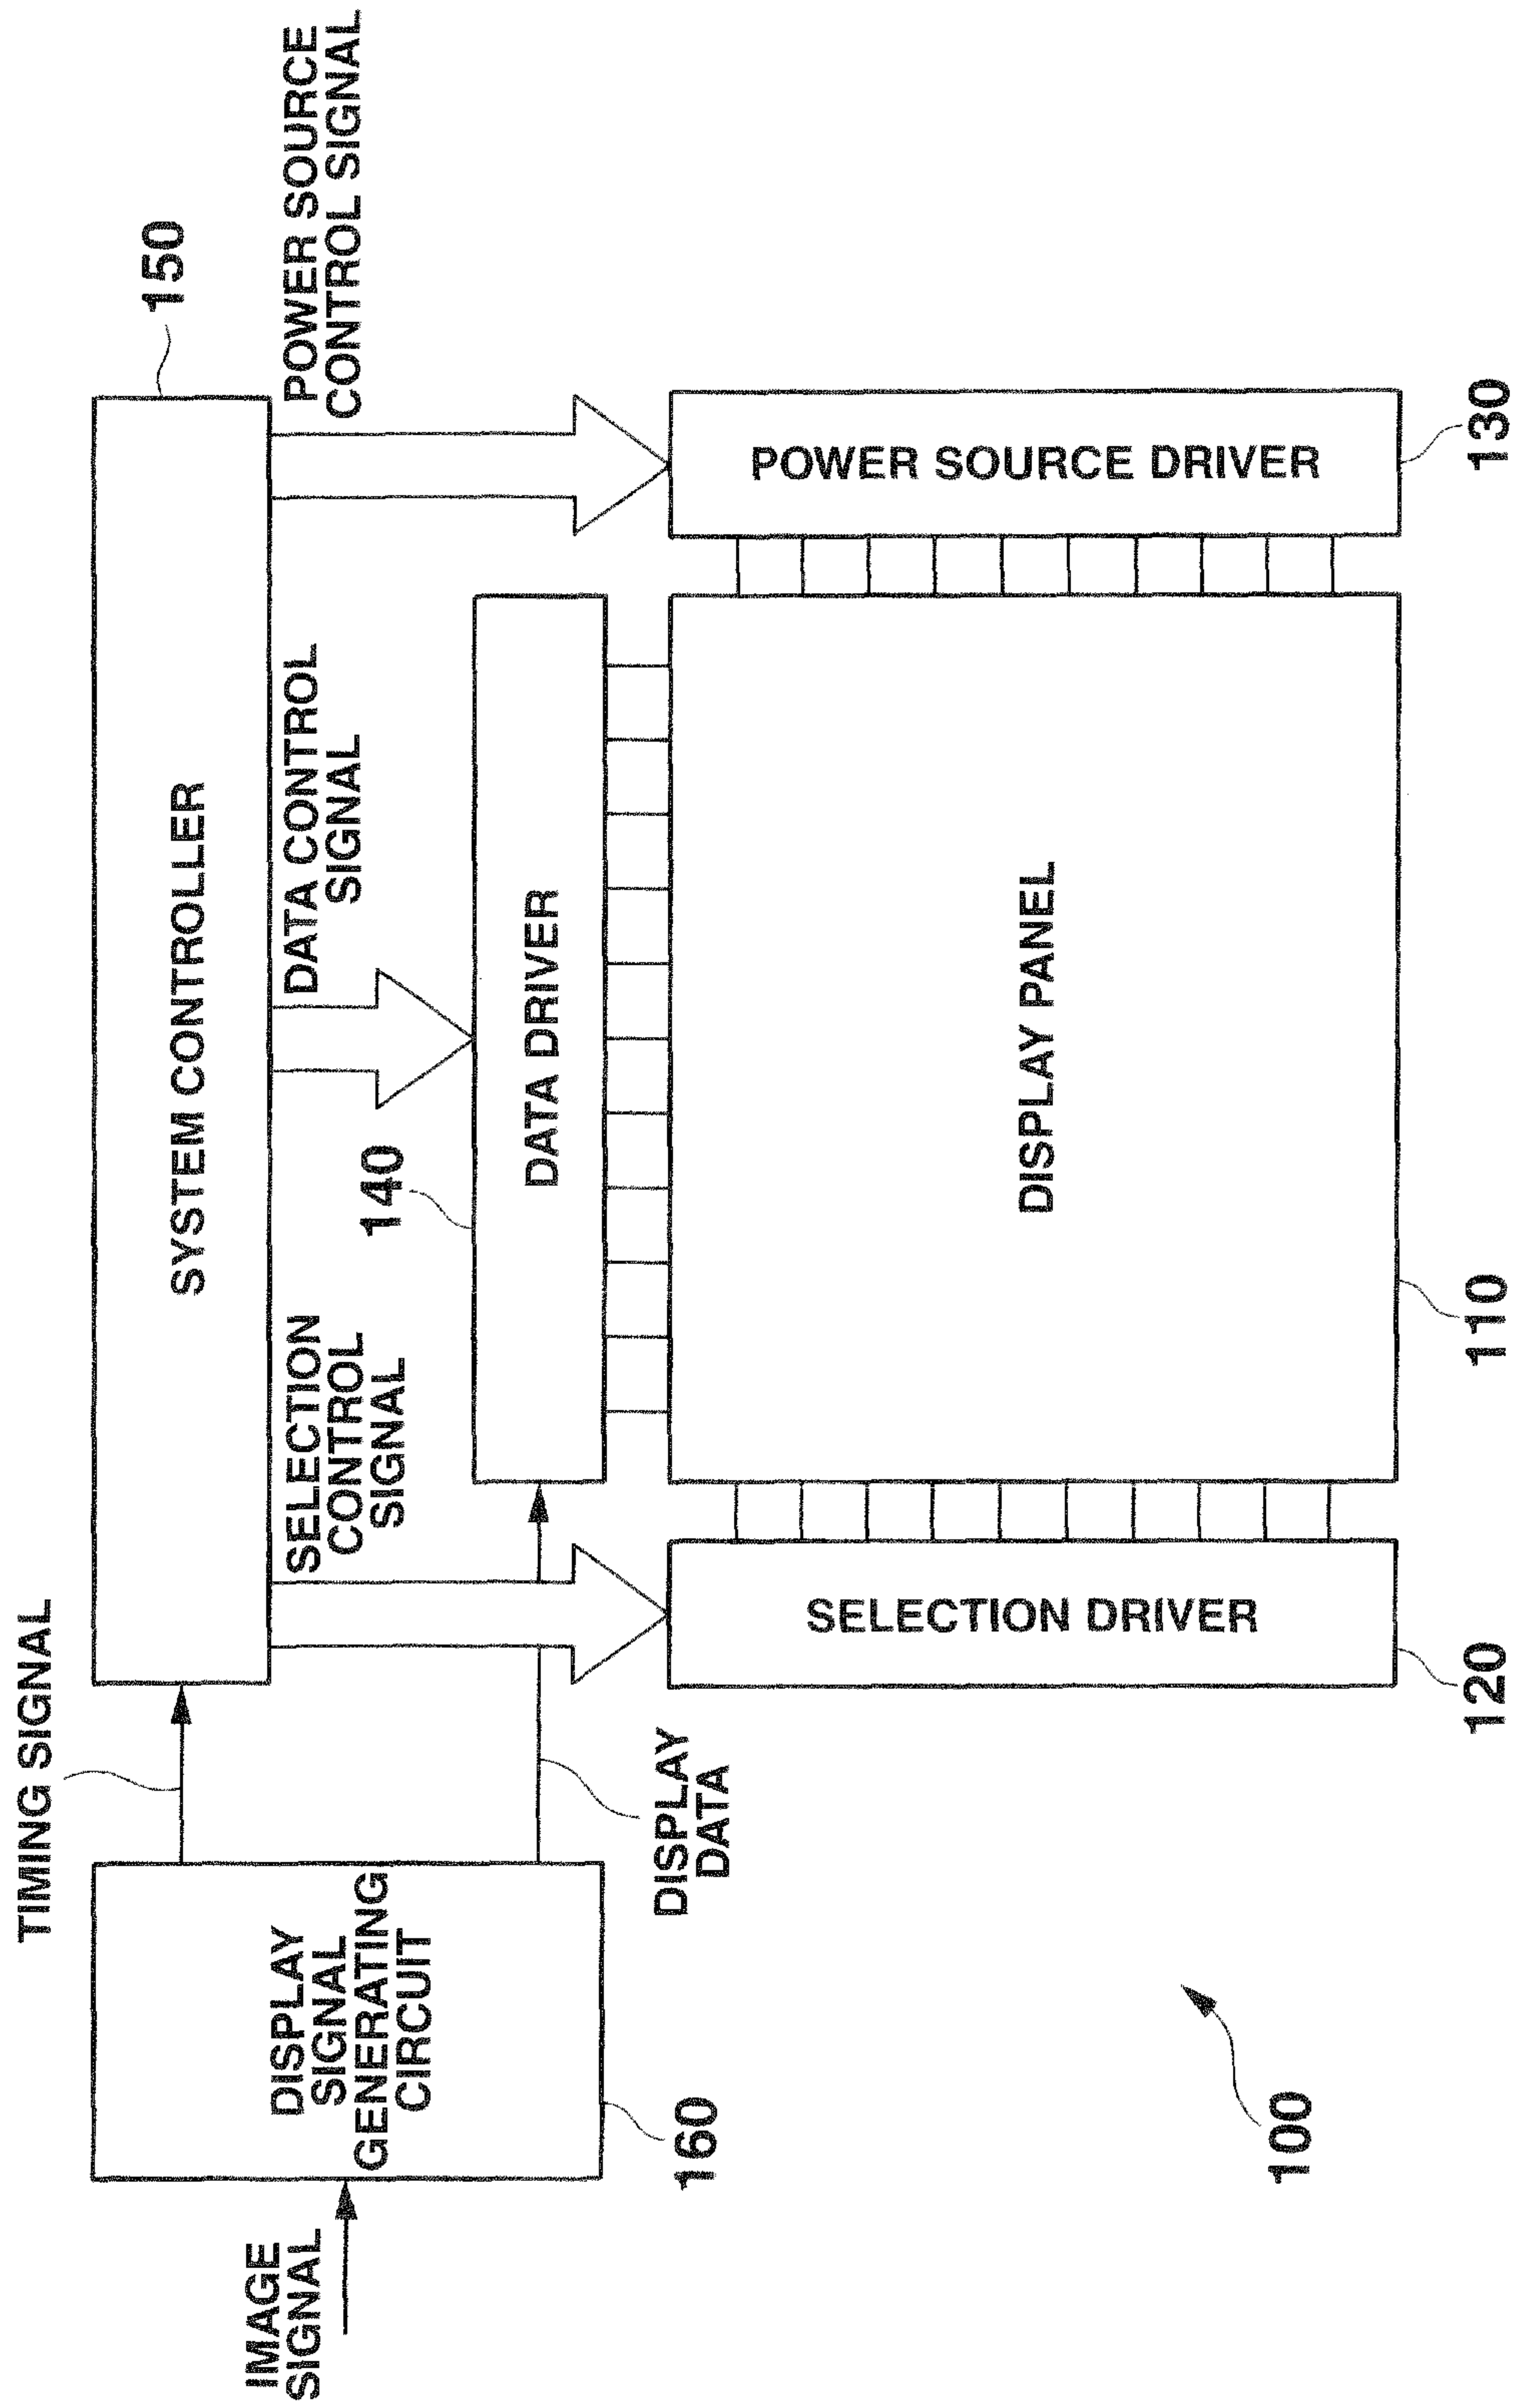 TIMING SIGNAL
150
SYSTEM CONTROLLER
IMAGE
SIGNAL
DISPLAY
SIGNAL
GENERATING
CIRCUIT
160
SELECTION
CONTROL
SIGNAL
DATA CONTROL
SIGNAL
POWER SOURCE
CONTROL SIGNAL
140
DATA DRIVER
DISPLAY
DATA
SELECTION DRIVER
DISPLAY PANEL
POWER SOURCE DRIVER
100
120
110
130